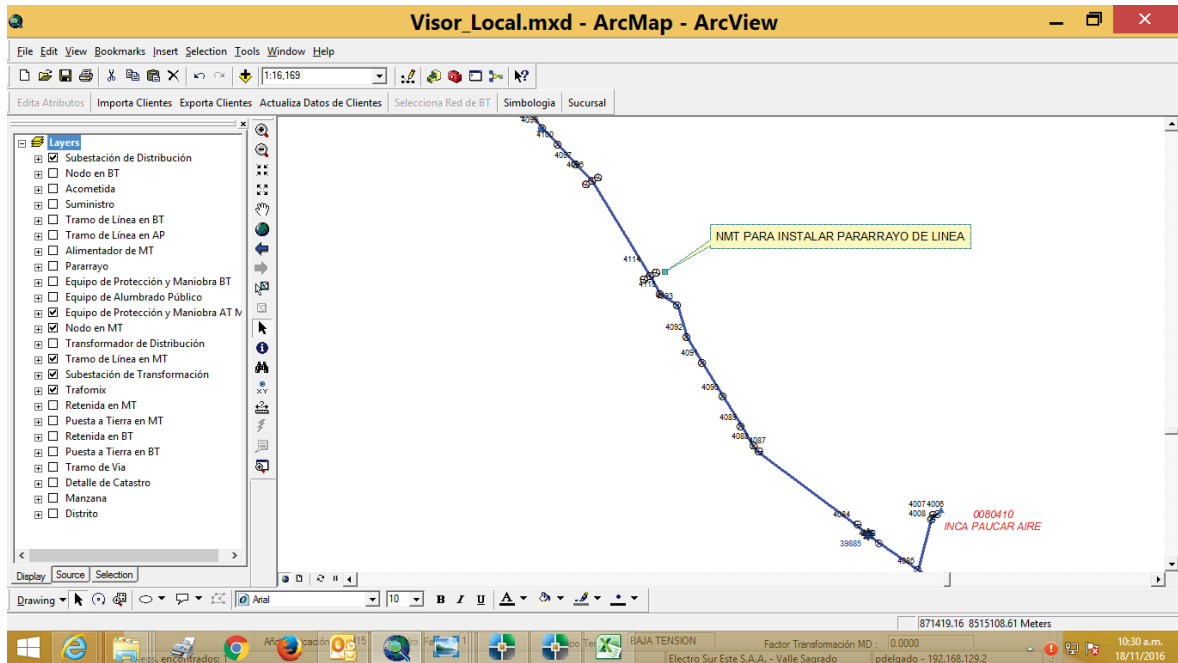 Visor_Local.mxd - ArcMap - ArcView
File Edit View Bookmarks Insert Selection Tools Window Help
1:16,169
Edita Atributos Importa Clientes Exporta Clientes Actualiza Datos de Clientes Selecciona Red de BT Simbologia Sucursal
Layers
Subestación de Distribución
Nodo en BT
Acometida
Suministro
Tramo de Línea en BT
Tramo de Línea en AP
Alimentador de MT
Pararrayo
Equipo de Protección y Maniobra BT
Equipo de Alumbrado Público
Equipo de Protección y Maniobra AT M
Nodo en MT
Transformador de Distribución
Tramo de Línea en MT
Subestación de Transformación
Trafomix
Retenida en MT
Puesta a Tierra en MT
Retenida en BT
Puesta a Tierra en BT
Tramo de Via
Detalle de Catastro
Manzana
Distrito
4100
4097
NMT PARA INSTALAR PARARRAYO DE LINEA
4114
4092
4091
4090
4089
4088 4087
4084
39885
4007 4006
4008
0080410
INCA PAUCAR AIRE
4985
Display Source Selection
Drawing Arial 10 B I U A
871419.16 8515108.61 Meters
BAJA TENSION Factor Transformación MD : 0.0000
Electro Sur Este S.A.A. - Valle Sagrado pdelgado - 192.168.129.2
10:30 a.m.
18/11/2016